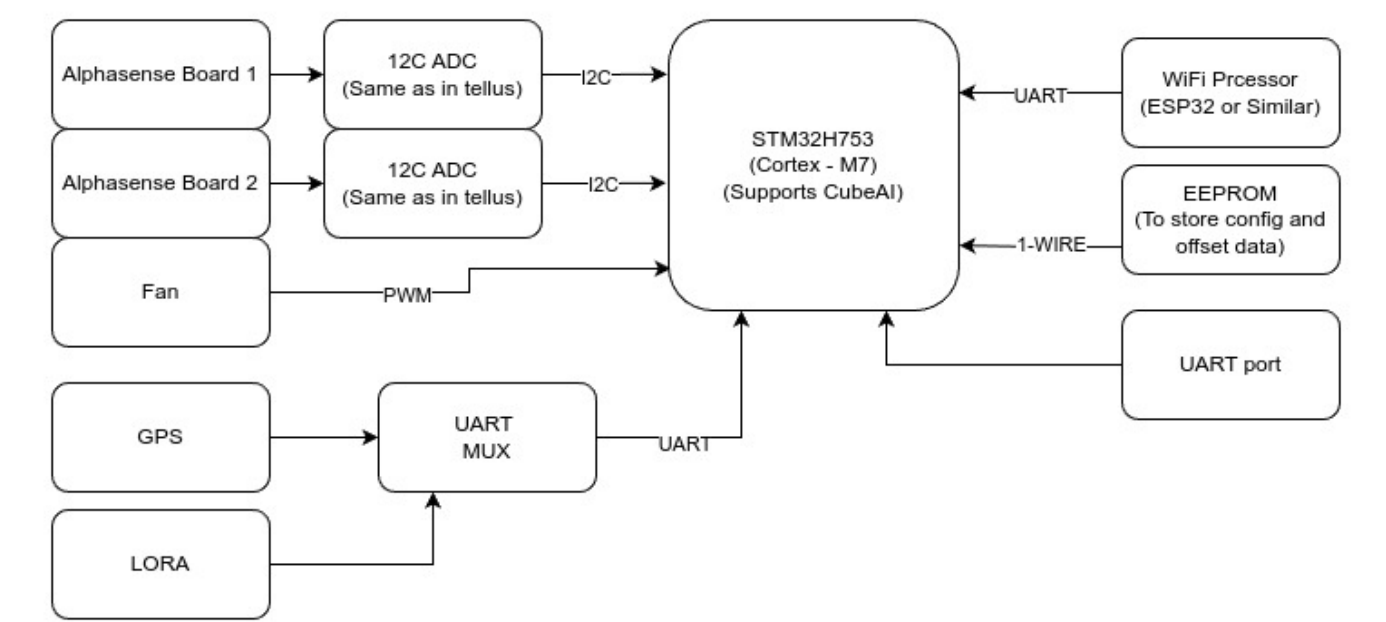 Alphasense Board 1
12C ADC
(Same as in tellus)
I2C
STM32H753
(Cortex - M7)
(Supports CubeAI)
UART
WiFi Prcessor
(ESP32 or Similar)
Alphasense Board 2
12C ADC
(Same as in tellus)
I2C
EEPROM
(To store config and
offset data)
1-WIRE
Fan
PWM
UART port
GPS
UART
MUX
UART
LORA